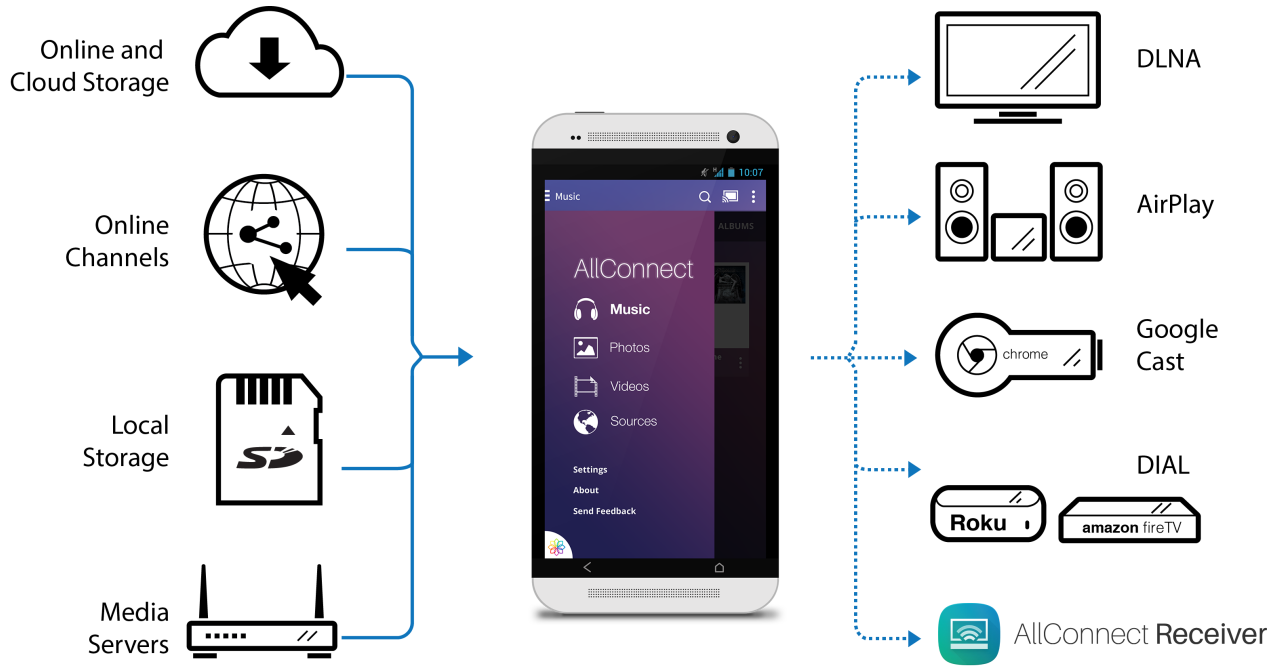 Online and
Cloud Storage
Online
Channels
Local
Storage
SD
Media
Servers
10:07
Music
ALBUMS
AllConnect
Music
Photos
Videos
Sources
Settings
About
Send Feedback
DLNA
AirPlay
chrome
Google
Cast
DIAL
Roku
amazon fireTV
AllConnect Receiver